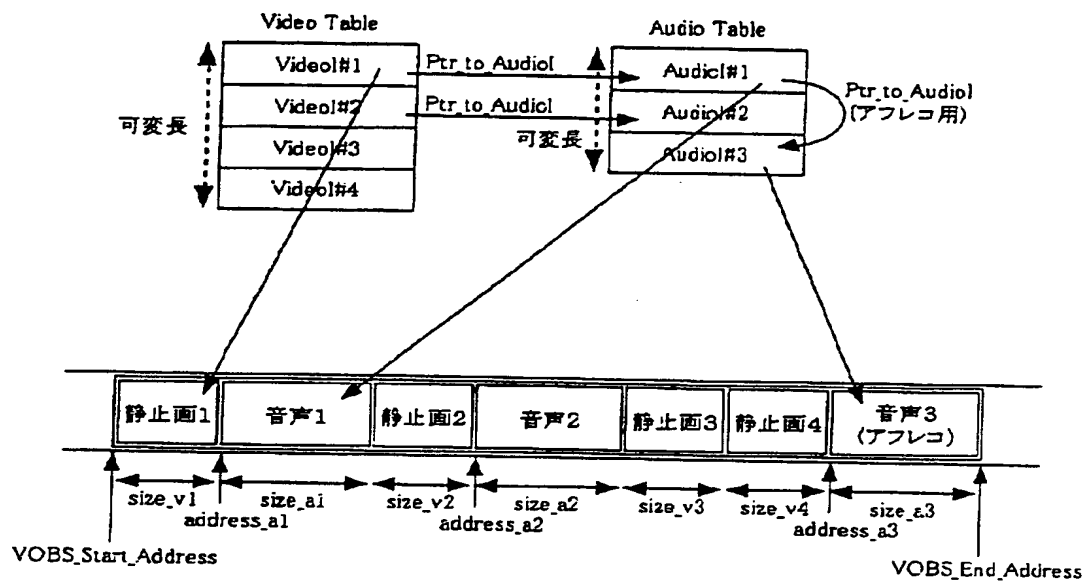 Video Table
VideoI#1
VideoI#2
VideoI#3
VideoI#4
可変長
Ptr_to_AudioI
Ptr_to_AudioI
Audio Table
AudioI#1
AudioI#2
AudioI#3
可変長
Ptr_to_AudioI
(アフレコ用)
静止画1
音声1
静止画2
音声2
静止画3
静止画4
音声3
(アフレコ)
size_v1
size_a1
size_v2
size_a2
size_v3
size_v4
size_a3
address_a1
address_a2
address_a3
VOBS_Start_Address
VOBS_End_Address